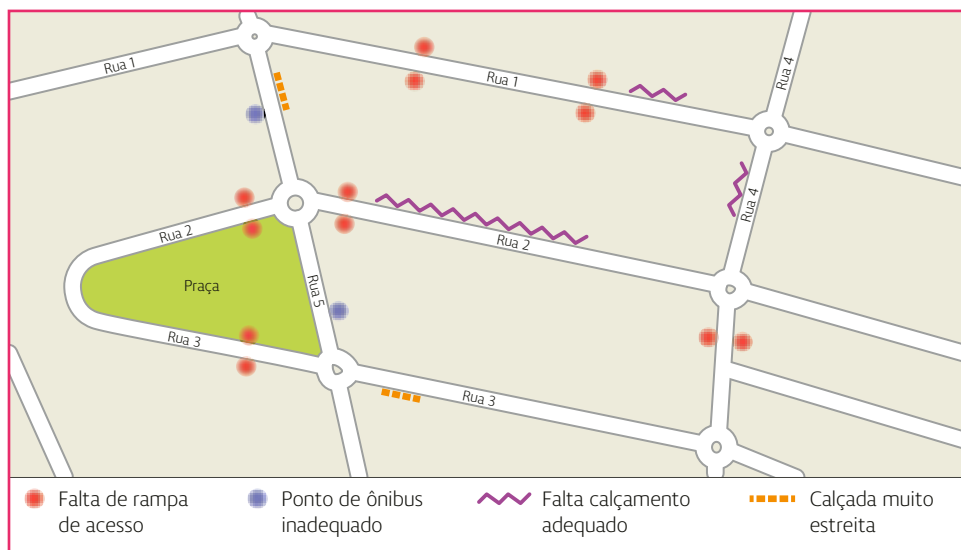 Rua 1
Rua 1
Rua 4
Rua 4
Rua 2
Rua 2
Praça
Rua 5
Rua 3
Rua 3
Falta de rampa
de acesso
Ponto de ônibus
inadequado
Falta calçamento
adequado
Calçada muito
estreita